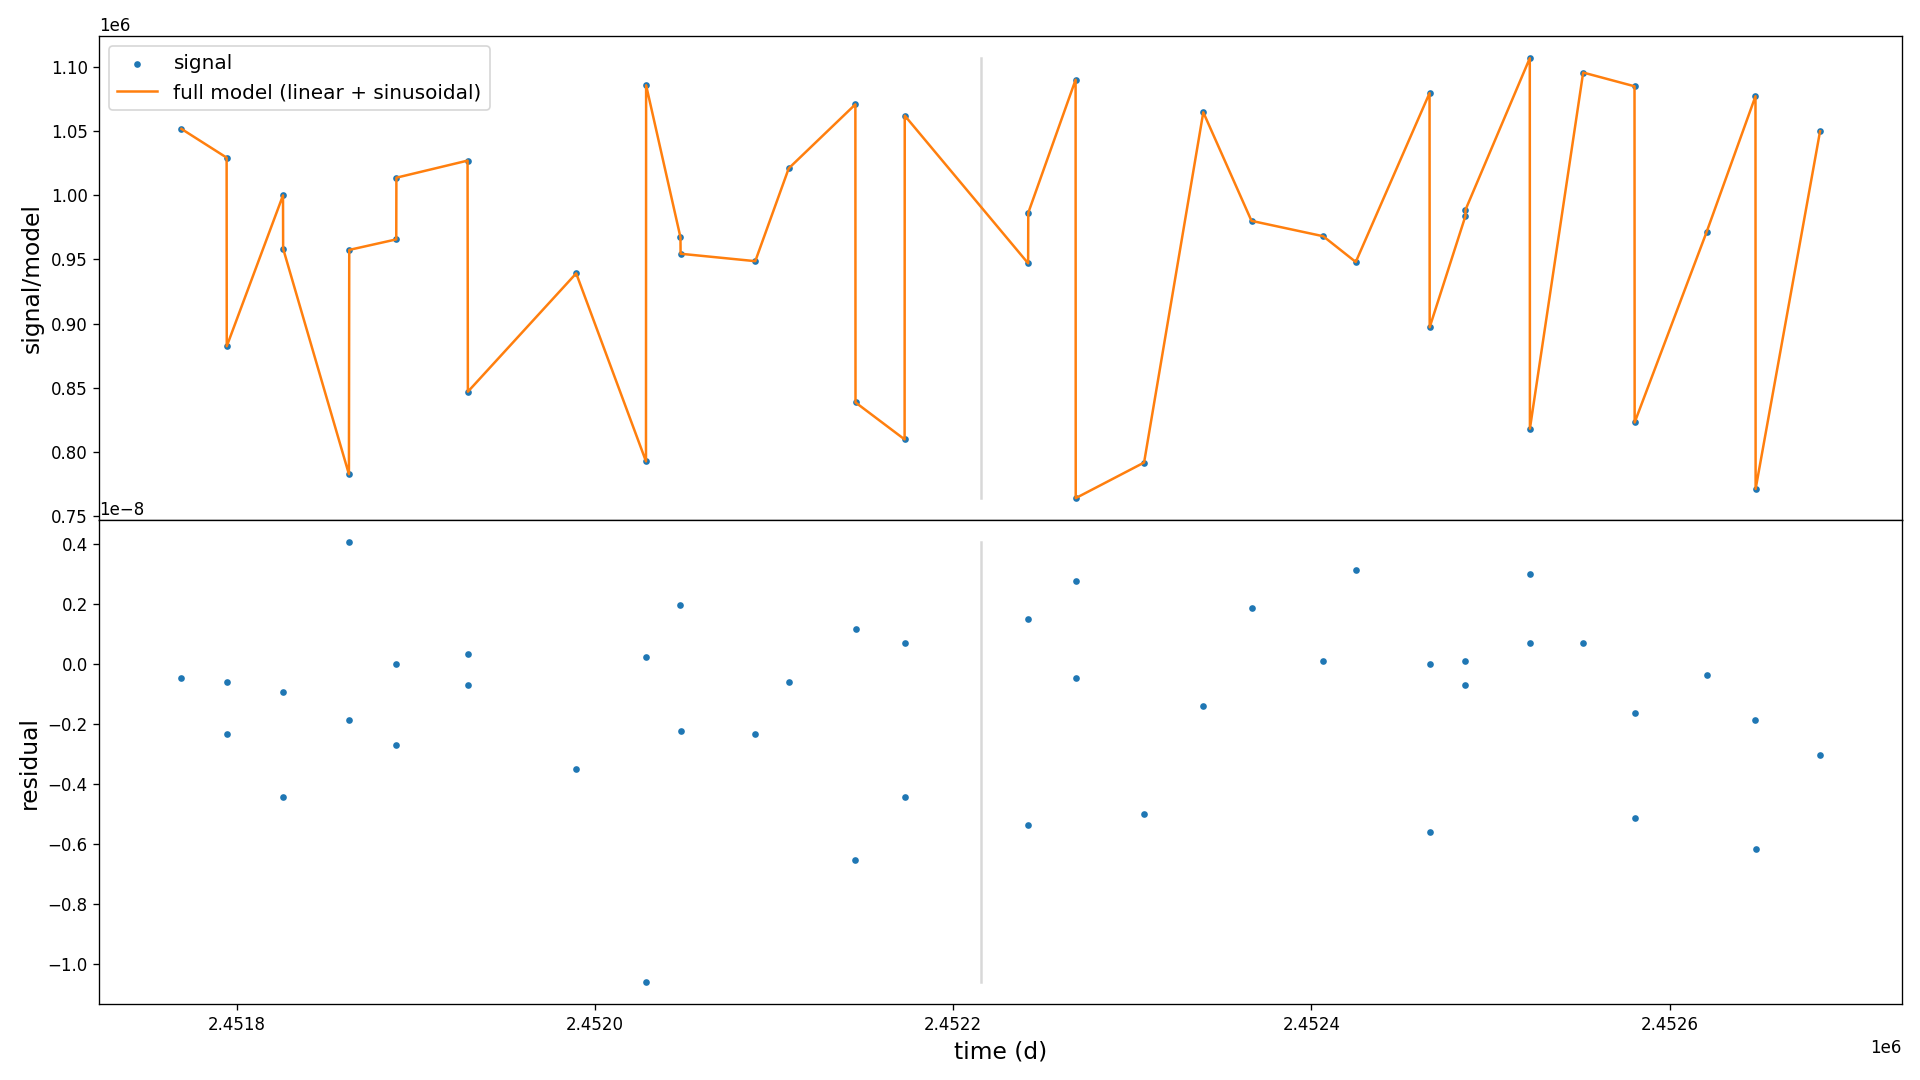 1e6
signal
full model (linear + sinusoidal)
1.10
1.05
1.00
0.95
0.90
0.85
0.80
0.75
signal/model
1e−8
0.4
0.2
0.0
−0.2
−0.4
−0.6
−0.8
−1.0
residual
2.4518
2.4520
2.4522
2.4524
2.4526
time (d)
1e6